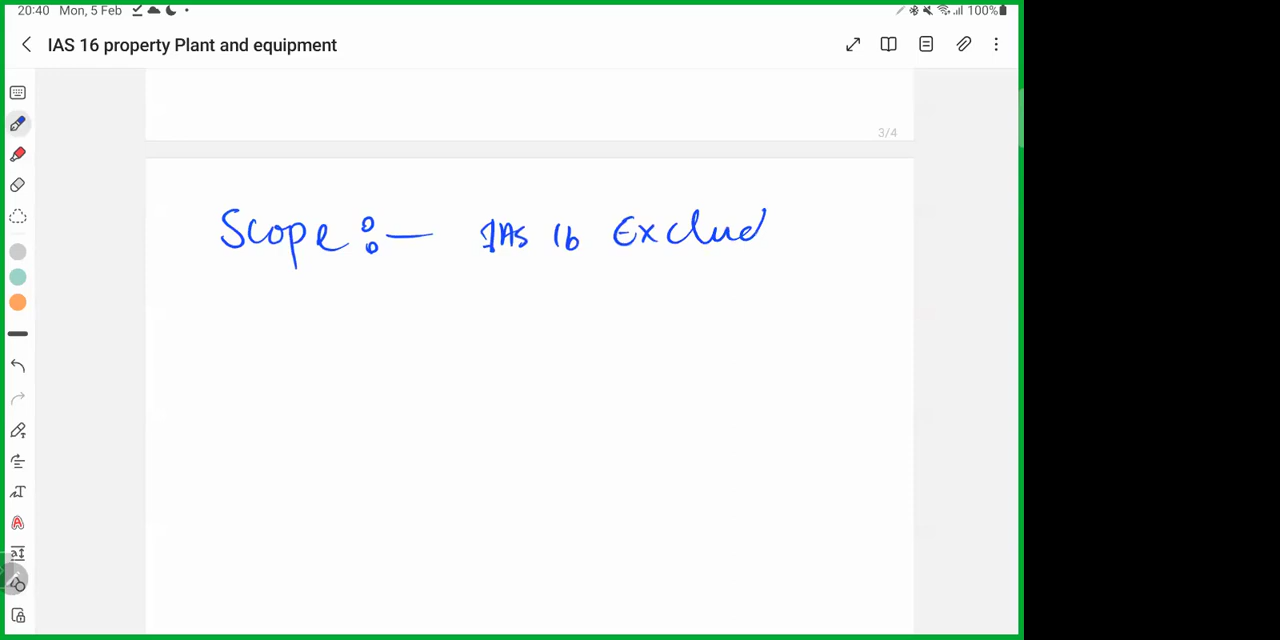 20:40 Mon, 5 Feb 100%
IAS 16 property Plant and equipment
3/4
Scope :— IAS 16 Exclud